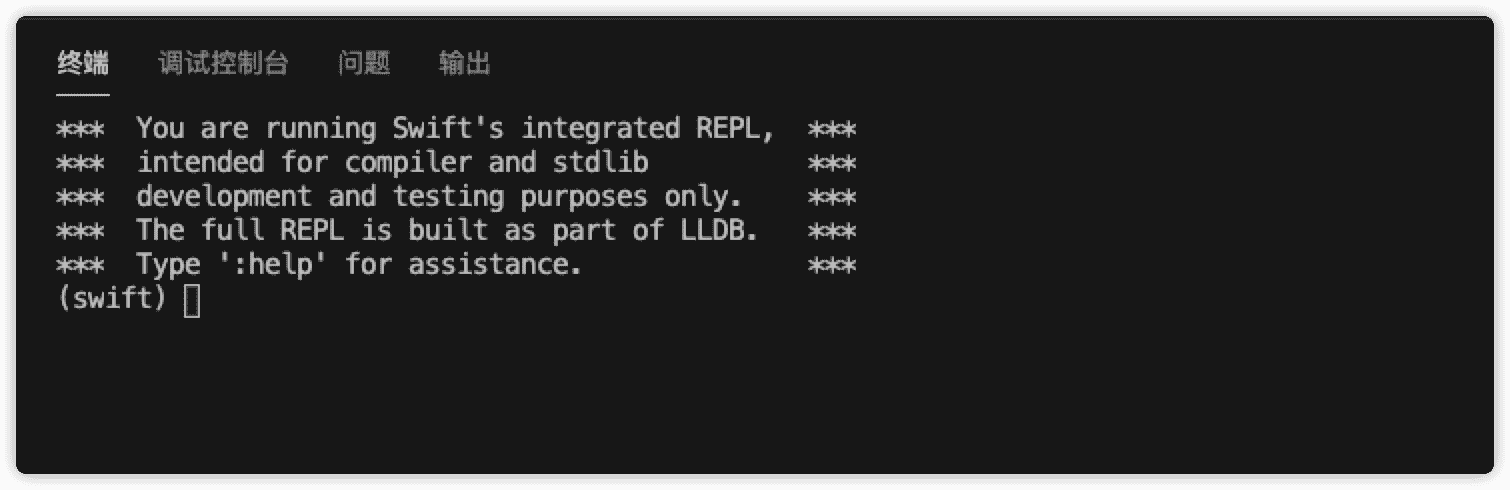 终端 调试控制台 问题 输出
*** You are running Swift's integrated REPL, ***
*** intended for compiler and stdlib ***
*** development and testing purposes only. ***
*** The full REPL is built as part of LLDB. ***
*** Type ':help' for assistance. ***
(swift)